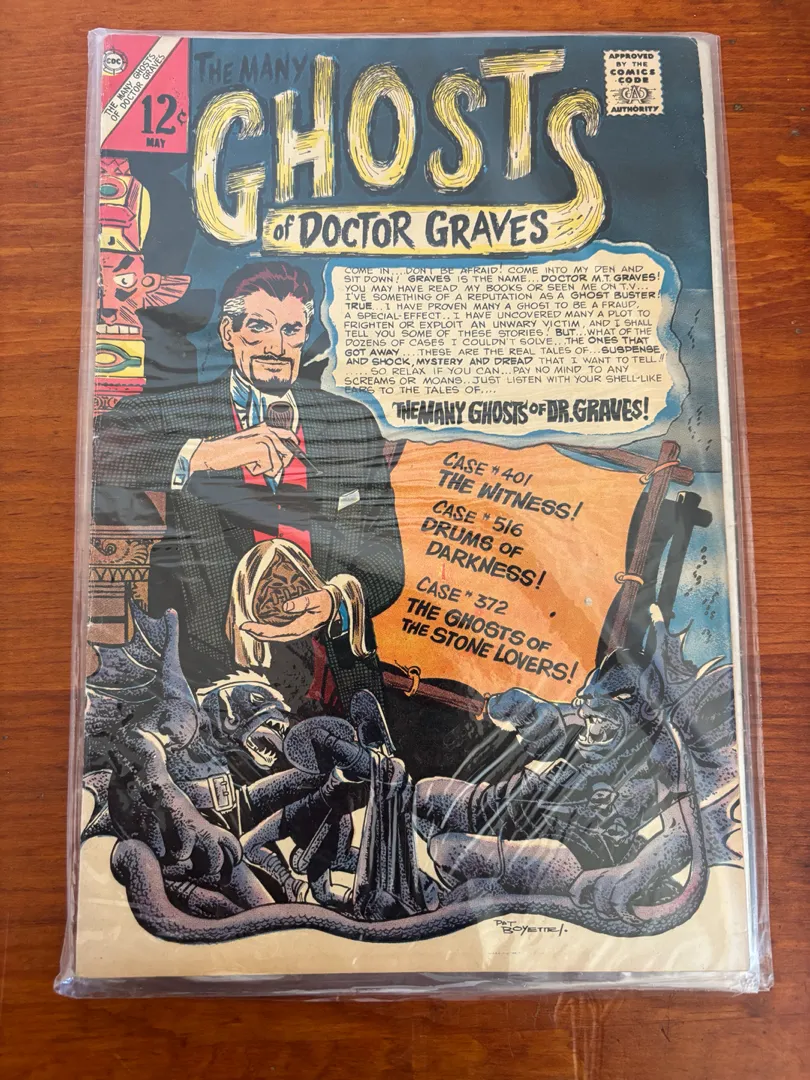 CDC
THE MANY GHOSTS
OF DOCTOR GRAVES
12¢
MAY
THE MANY
GHOSTS
of DOCTOR GRAVES
APPROVED
BY THE
COMICS
CODE
CA
AUTHORITY
COME IN...DON'T BE AFRAID! COME INTO MY DEN AND
SIT DOWN! GRAVES IS THE NAME...DOCTOR M.T. GRAVES!
YOU MAY HAVE READ MY BOOKS OR SEEN ME ON T.V...
I'VE SOMETHING OF A REPUTATION AS A GHOST BUSTER!
TRUE...I HAVE PROVEN MANY A GHOST TO BE A FRAUD,
A SPECIAL-EFFECT...I HAVE UNCOVERED MANY A PLOT TO
FRIGHTEN OR EXPLOIT AN UNWARY VICTIM, AND I SHALL
TELL YOU SOME OF THESE STORIES! BUT...WHAT OF THE
DOZENS OF CASES I COULDN'T SOLVE...THE ONES THAT
GOT AWAY....THESE ARE THE REAL TALES OF...SUSPENSE
AND SHOCK, MYSTERY AND DREAD THAT I WANT TO TELL!!
.....SO RELAX IF YOU CAN...PAY NO MIND TO ANY
SCREAMS OR MOANS...JUST LISTEN WITH YOUR SHELL-LIKE
EARS TO THE TALES OF....
THE MANY GHOSTS OF DR. GRAVES!
CASE # 401
THE WITNESS!
CASE # 516
DRUMS OF
DARKNESS!
CASE # 372
THE GHOSTS OF
THE STONE LOVERS!
PAT
BOYETTE/.